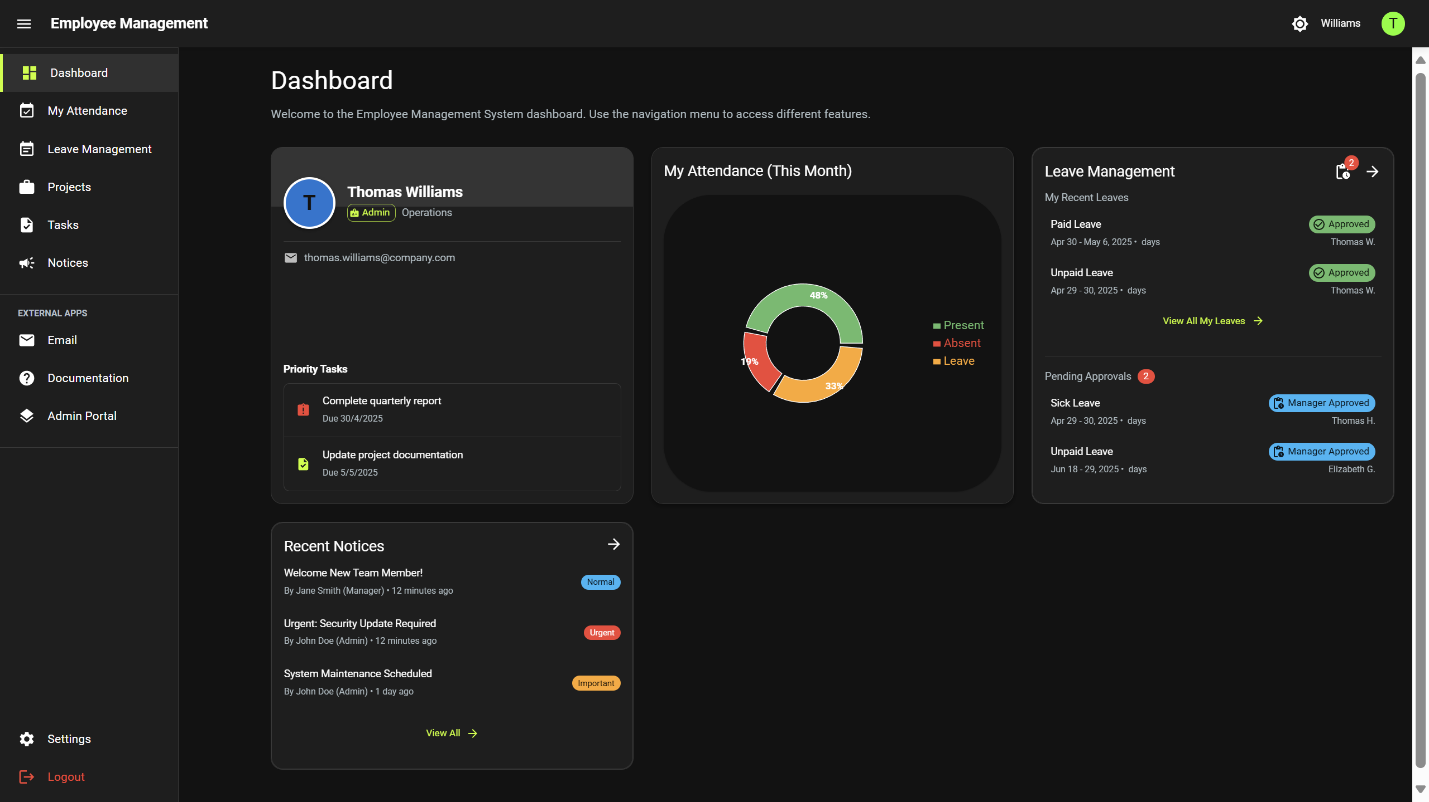 Employee Management
Williams
T
Dashboard
My Attendance
Leave Management
Projects
Tasks
Notices
EXTERNAL APPS
Email
Documentation
Admin Portal
Settings
Logout
Dashboard
Welcome to the Employee Management System dashboard. Use the navigation menu to access different features.
T
Thomas Williams
Admin Operations
thomas.williams@company.com
Priority Tasks
Complete quarterly report
Due 30/4/2025
Update project documentation
Due 5/5/2025
My Attendance (This Month)
48%
19%
33%
Present
Absent
Leave
Leave Management
2
My Recent Leaves
Paid Leave
Approved
Apr 30 - May 6, 2025 • days
Thomas W.
Unpaid Leave
Approved
Apr 29 - 30, 2025 • days
Thomas W.
View All My Leaves
Pending Approvals 2
Sick Leave
Manager Approved
Apr 29 - 30, 2025 • days
Thomas H.
Unpaid Leave
Manager Approved
Jun 18 - 29, 2025 • days
Elizabeth G.
Recent Notices
Welcome New Team Member!
By Jane Smith (Manager) • 12 minutes ago
Normal
Urgent: Security Update Required
By John Doe (Admin) • 12 minutes ago
Urgent
System Maintenance Scheduled
By John Doe (Admin) • 1 day ago
Important
View All